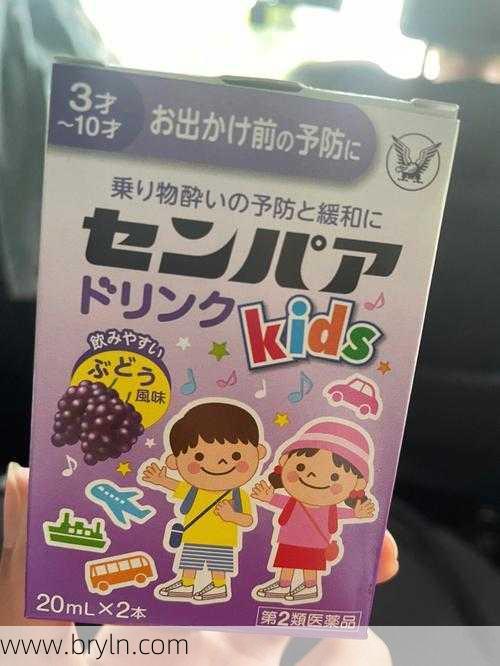 3才
~10才
お出かけ前の予防に
乗り物酔いの予防と緩和に
センパア
ドリンク
kids
飲みやすい
ぶどう
風味
20mL×2本
第2類医薬品
www.bryln.com